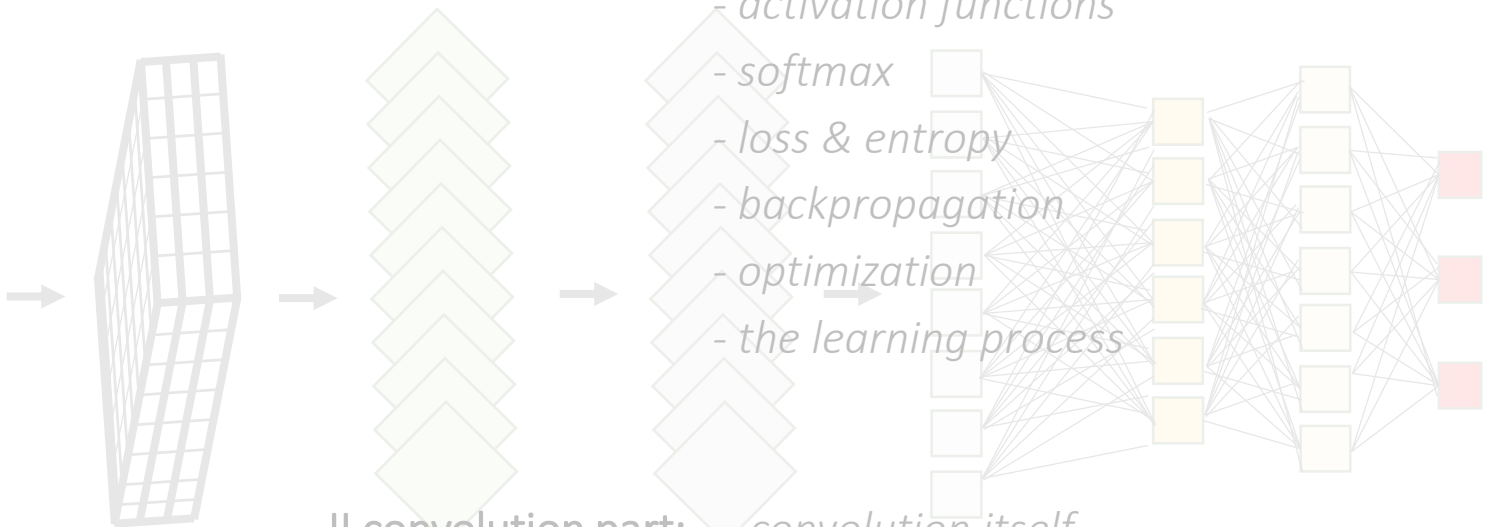 - activation functions
- softmax
- loss & entropy
- backpropagation
- optimization
- the learning process
II convolution part: - convolution itself